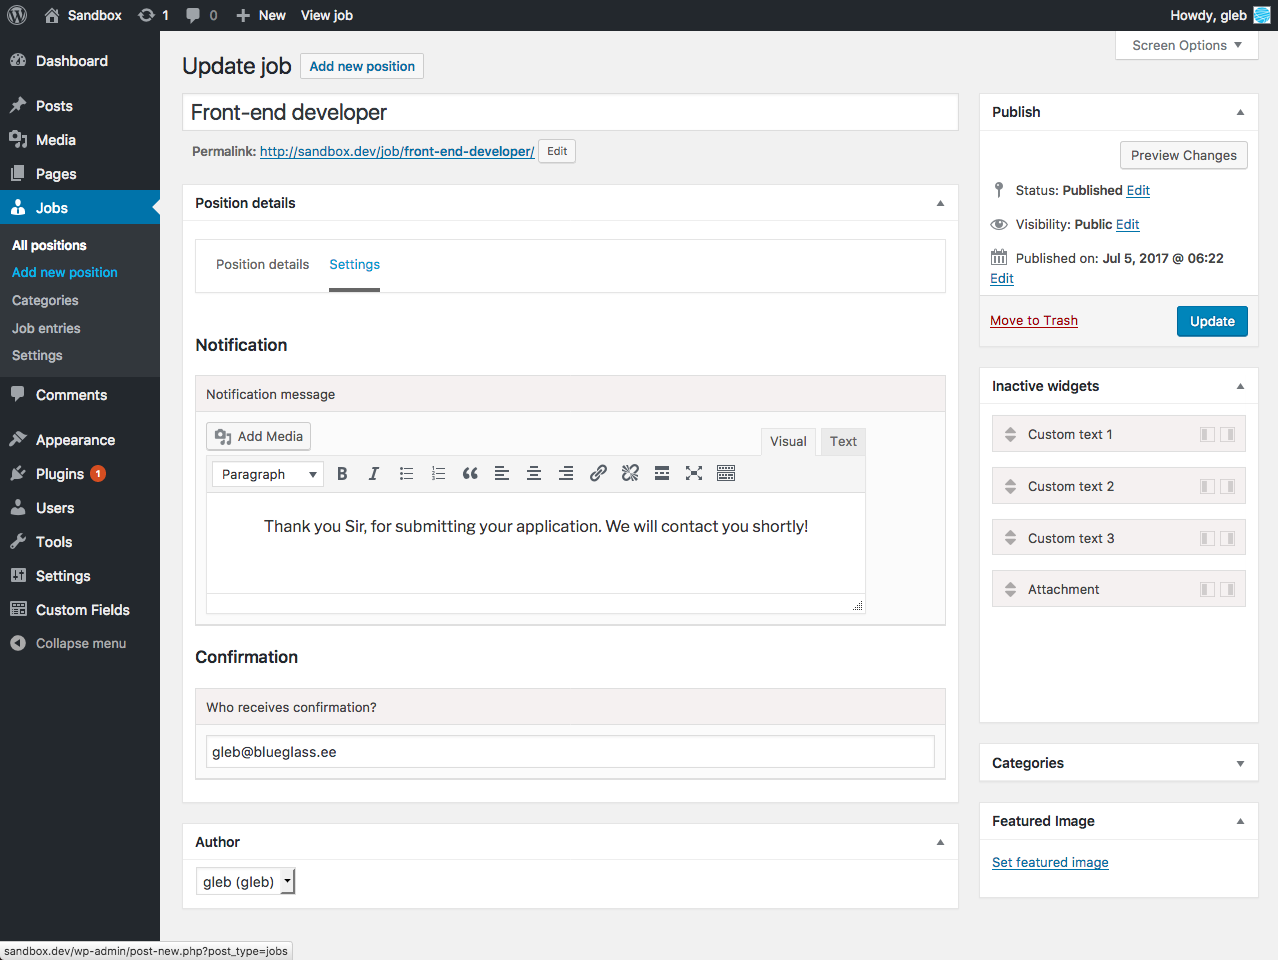 Sandbox 1 0 New View job Howdy, gleb
Screen Options
Dashboard
Posts
Media
Pages
Jobs
All positions
Add new position
Categories
Job entries
Settings
Comments
Appearance
Plugins 1
Users
Tools
Settings
Custom Fields
Collapse menu
Update job Add new position
Front-end developer
Permalink: http://sandbox.dev/job/front-end-developer/ Edit
Position details
Position details Settings
Notification
Notification message
Add Media
Visual Text
Paragraph B I
Thank you Sir, for submitting your application. We will contact you shortly!
Confirmation
Who receives confirmation?
gleb@blueglass.ee
Author
gleb (gleb)
Publish
Preview Changes
Status: Published Edit
Visibility: Public Edit
Published on: Jul 5, 2017 @ 06:22
Edit
Move to Trash Update
Inactive widgets
Custom text 1
Custom text 2
Custom text 3
Attachment
Categories
Featured Image
Set featured image
sandbox.dev/wp-admin/post-new.php?post_type=jobs